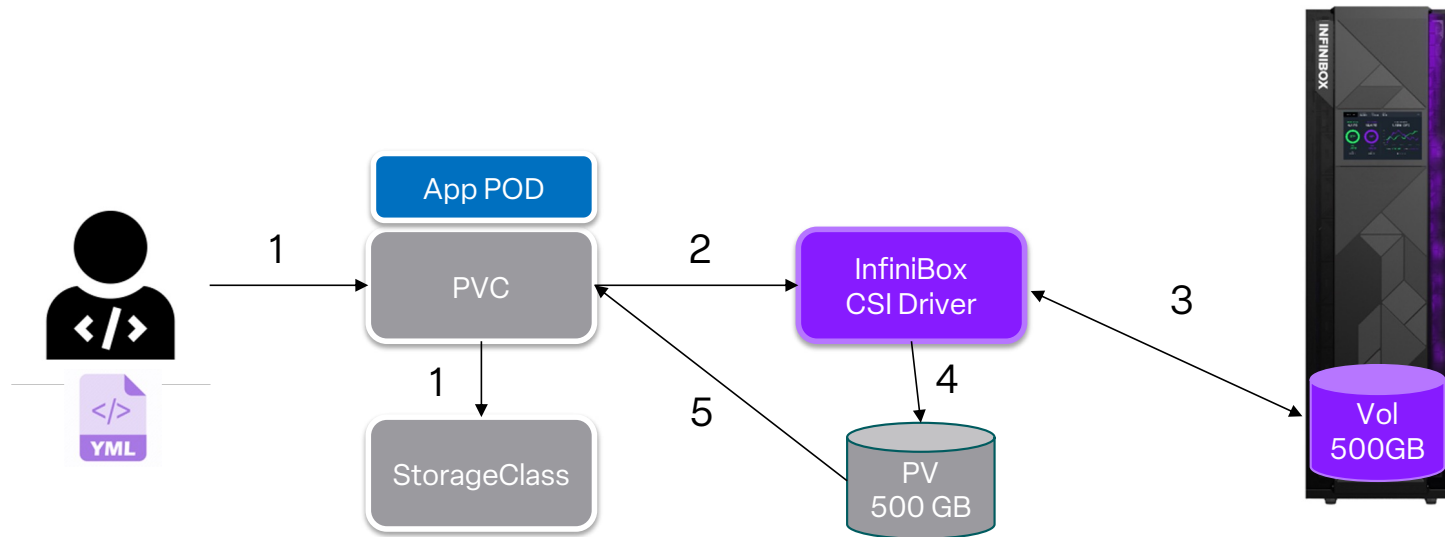 INFINIBOX
App POD
1
2
PVC
InfiniBox
CSI Driver
3
</>
1
4
5
</>
YML
StorageClass
PV
500 GB
Vol
500GB